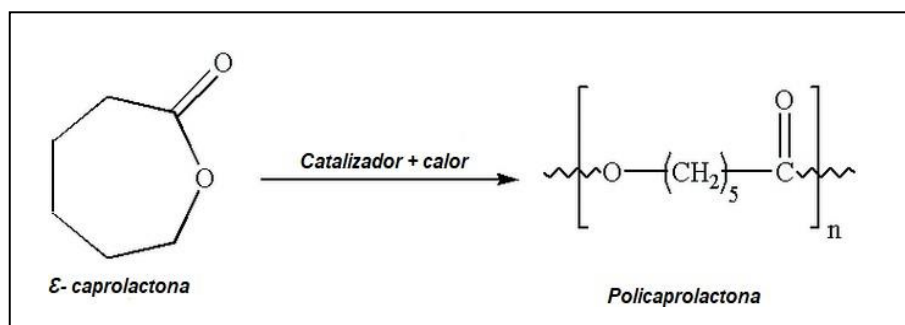 O
O
Catalizador + calor
O
O
(CH2)5
C
n
Ɛ- caprolactona
Policaprolactona